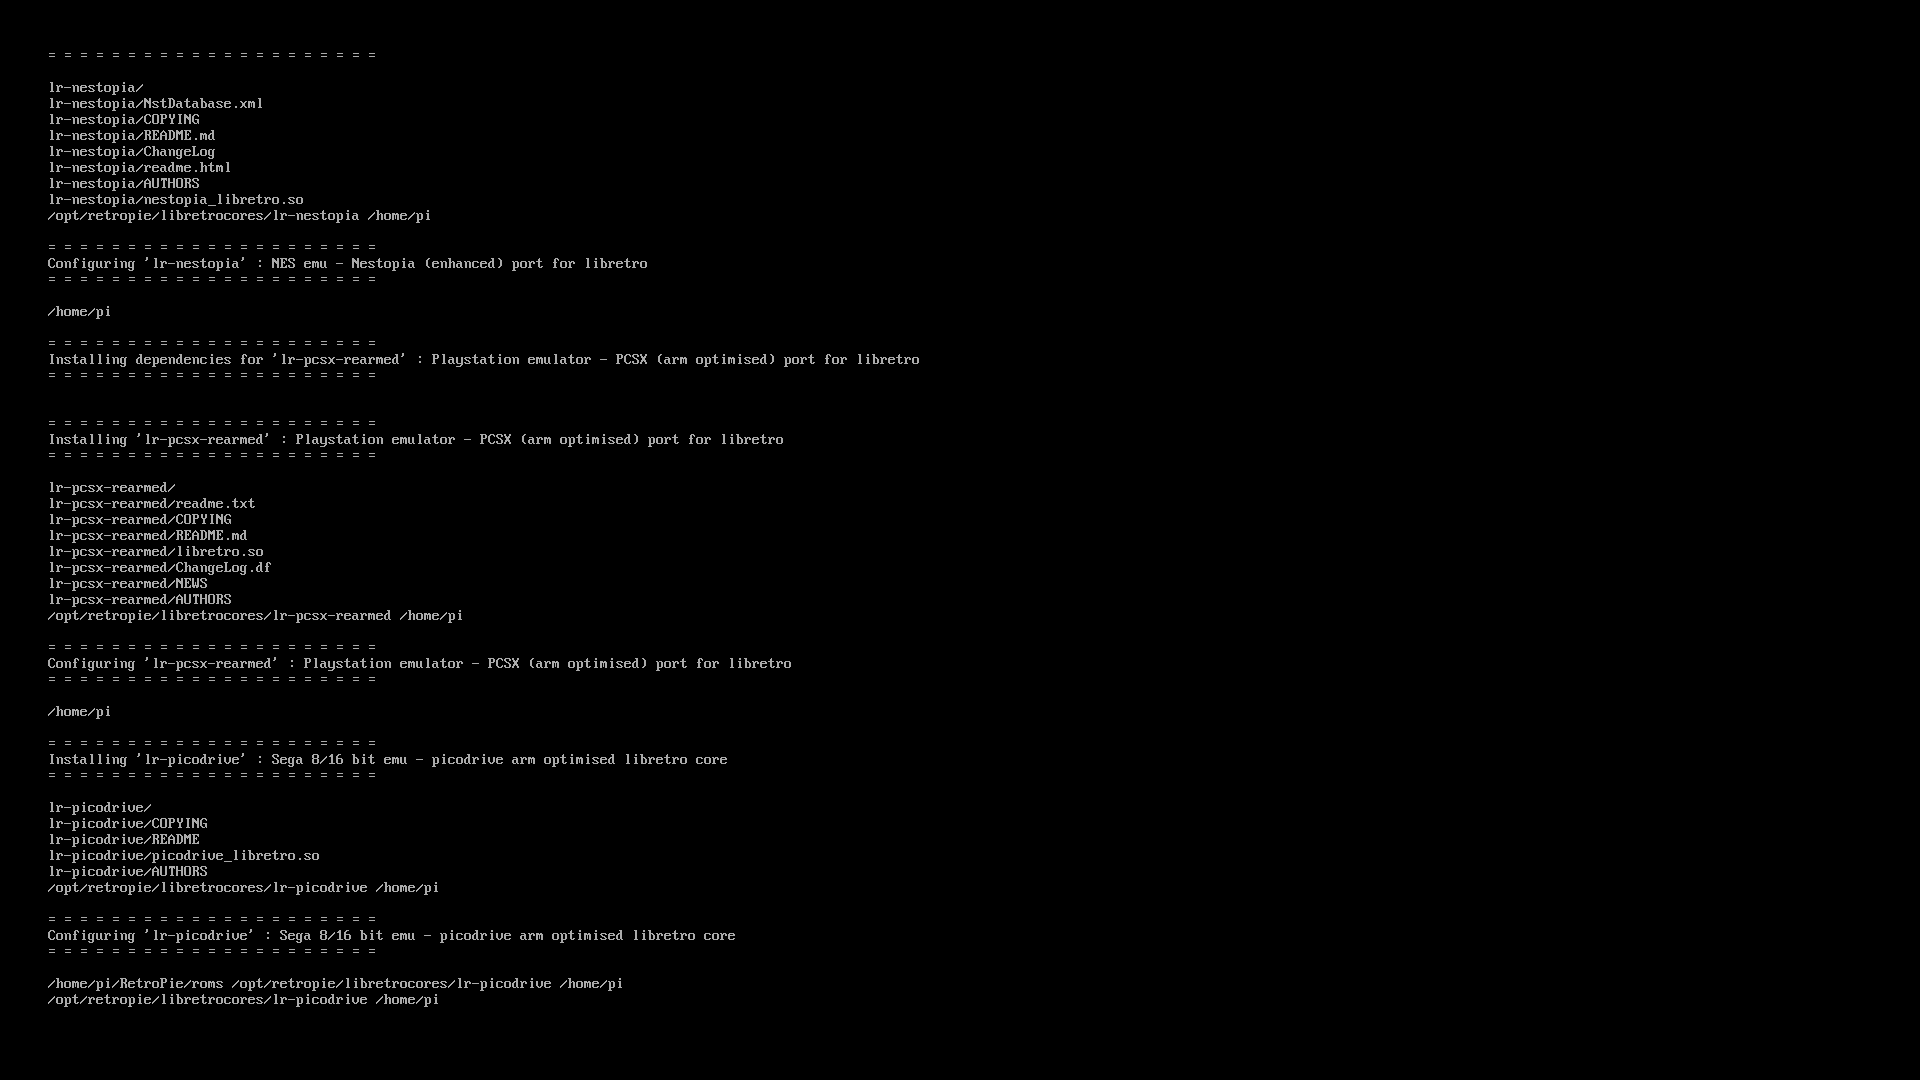 = = = = = = = = = = = = = = = = = = = = =
lr-nestopia/
lr-nestopia/NstDatabase.xml
lr-nestopia/COPYING
lr-nestopia/README.md
lr-nestopia/ChangeLog
lr-nestopia/readme.html
lr-nestopia/AUTHORS
lr-nestopia/nestopia_libretro.so
/opt/retropie/libretrocores/lr-nestopia /home/pi
= = = = = = = = = = = = = = = = = = = = =
Configuring 'lr-nestopia' : NES emu - Nestopia (enhanced) port for libretro
= = = = = = = = = = = = = = = = = = = = =
/home/pi
= = = = = = = = = = = = = = = = = = = = =
Installing dependencies for 'lr-pcsx-rearmed' : Playstation emulator - PCSX (arm optimised) port for libretro
= = = = = = = = = = = = = = = = = = = = =
= = = = = = = = = = = = = = = = = = = = =
Installing 'lr-pcsx-rearmed' : Playstation emulator - PCSX (arm optimised) port for libretro
= = = = = = = = = = = = = = = = = = = = =
lr-pcsx-rearmed/
lr-pcsx-rearmed/readme.txt
lr-pcsx-rearmed/COPYING
lr-pcsx-rearmed/README.md
lr-pcsx-rearmed/libretro.so
lr-pcsx-rearmed/ChangeLog.df
lr-pcsx-rearmed/NEWS
lr-pcsx-rearmed/AUTHORS
/opt/retropie/libretrocores/lr-pcsx-rearmed /home/pi
= = = = = = = = = = = = = = = = = = = = =
Configuring 'lr-pcsx-rearmed' : Playstation emulator - PCSX (arm optimised) port for libretro
= = = = = = = = = = = = = = = = = = = = =
/home/pi
= = = = = = = = = = = = = = = = = = = = =
Installing 'lr-picodrive' : Sega 8/16 bit emu - picodrive arm optimised libretro core
= = = = = = = = = = = = = = = = = = = = =
lr-picodrive/
lr-picodrive/COPYING
lr-picodrive/README
lr-picodrive/picodrive_libretro.so
lr-picodrive/AUTHORS
/opt/retropie/libretrocores/lr-picodrive /home/pi
= = = = = = = = = = = = = = = = = = = = =
Configuring 'lr-picodrive' : Sega 8/16 bit emu - picodrive arm optimised libretro core
= = = = = = = = = = = = = = = = = = = = =
/home/pi/RetroPie/roms /opt/retropie/libretrocores/lr-picodrive /home/pi
/opt/retropie/libretrocores/lr-picodrive /home/pi